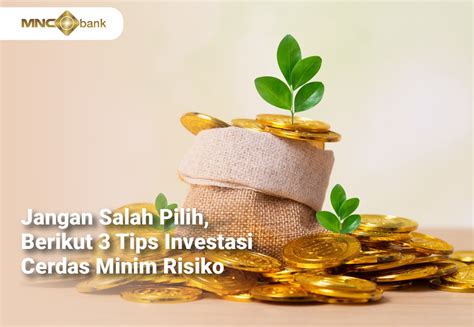 MNC bank
Jangan Salah Pilih,
Berikut 3 Tips Investasi
Cerdas Minim Risiko